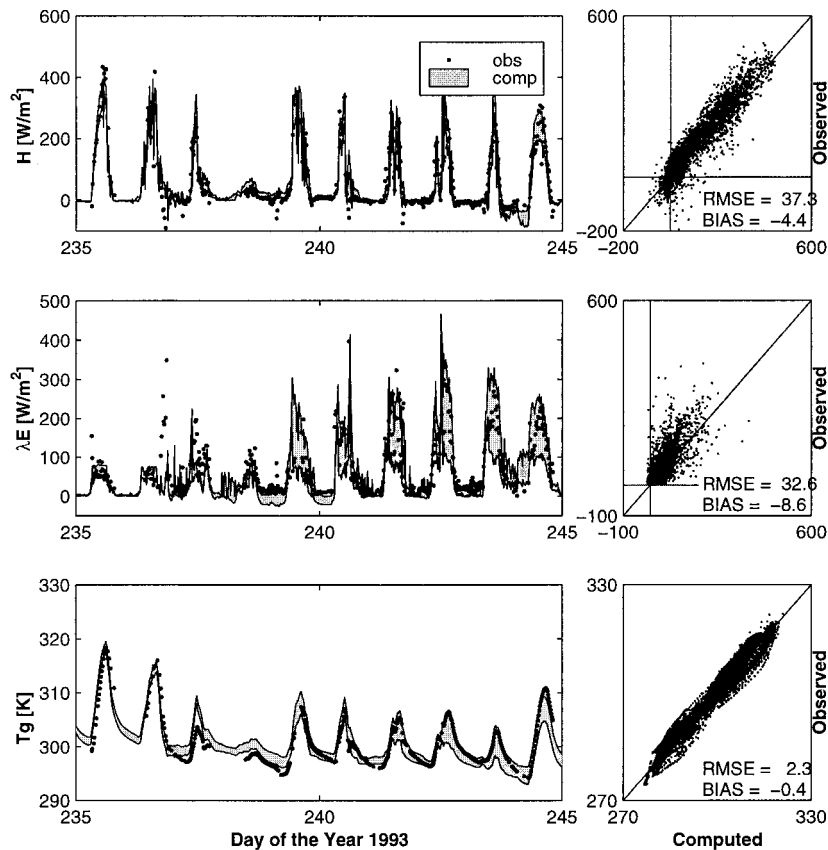 600
400
200
0
H [W/m²]
235
240
245
obs
comp
600
Observed
RMSE = 37.3
BIAS = −4.4
−200
−200
600
500
400
300
200
100
0
λE [W/m²]
235
240
245
600
Observed
RMSE = 32.6
BIAS = −8.6
−100
−100
600
330
320
310
300
290
Tg [K]
235
240
245
Day of the Year 1993
330
Observed
RMSE = 2.3
BIAS = −0.4
270
270
330
Computed